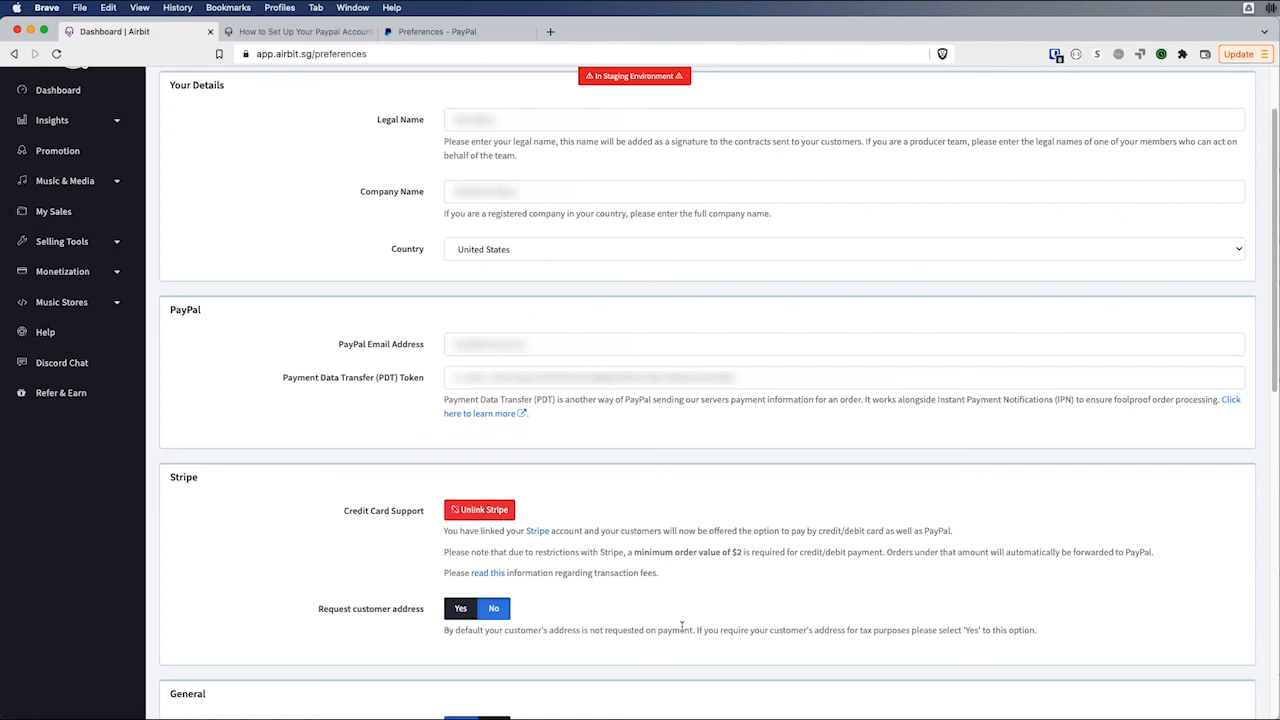 Brave File Edit View History Bookmarks Profiles Tab Window Help
Dashboard | Airbit
How to Set Up Your Paypal Account
Preferences - PayPal
app.airbit.sg/preferences
Update
Dashboard
Insights
Promotion
Music & Media
My Sales
Selling Tools
Monetization
Music Stores
Help
Discord Chat
Refer & Earn
In Staging Environment
Your Details
Legal Name
Please enter your legal name, this name will be added as a signature to the contracts sent to your customers. If you are a producer team, please enter the legal names of one of your members who can act on
behalf of the team.
Company Name
If you are a registered company in your country, please enter the full company name.
Country
United States
PayPal
PayPal Email Address
Payment Data Transfer (PDT) Token
Payment Data Transfer (PDT) is another way of PayPal sending our servers payment information for an order. It works alongside Instant Payment Notifications (IPN) to ensure foolproof order processing. Click
here to learn more.
Stripe
Credit Card Support
Unlink Stripe
You have linked your Stripe account and your customers will now be offered the option to pay by credit/debit card as well as PayPal.
Please note that due to restrictions with Stripe, a minimum order value of $2 is required for credit/debit payment. Orders under that amount will automatically be forwarded to PayPal.
Please read this information regarding transaction fees.
Request customer address
Yes No
By default your customer's address is not requested on payment. If you require your customer's address for tax purposes please select 'Yes' to this option.
General